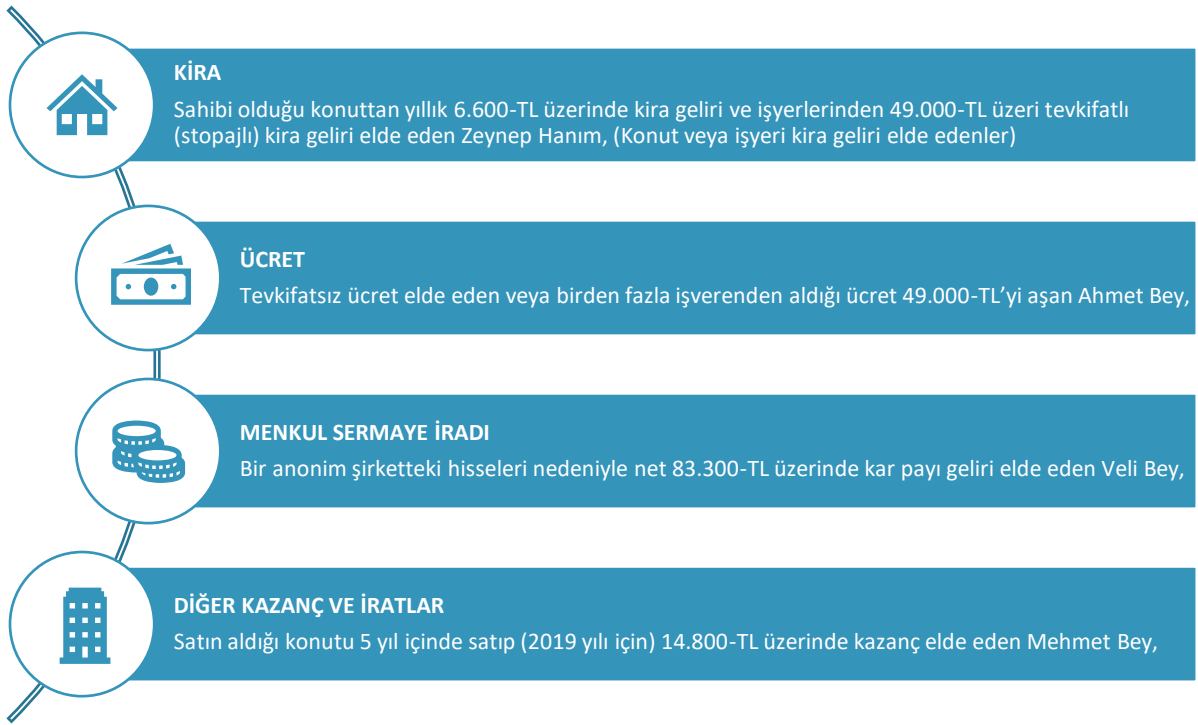 KİRA
Sahibi olduğu konuttan yıllık 6.600-TL üzerinde kira geliri ve işyerlerinden 49.000-TL üzeri tevkifatlı
(stopajlı) kira geliri elde eden Zeynep Hanım, (Konut veya işyeri kira geliri elde edenler)
ÜCRET
Tevkifatsız ücret elde eden veya birden fazla işverenden aldığı ücret 49.000-TL’yi aşan Ahmet Bey,
MENKUL SERMAYE İRADI
Bir anonim şirketteki hisseleri nedeniyle net 83.300-TL üzerinde kar payı geliri elde eden Veli Bey,
DİĞER KAZANÇ VE İRATLAR
Satın aldığı konutu 5 yıl içinde satıp (2019 yılı için) 14.800-TL üzerinde kazanç elde eden Mehmet Bey,